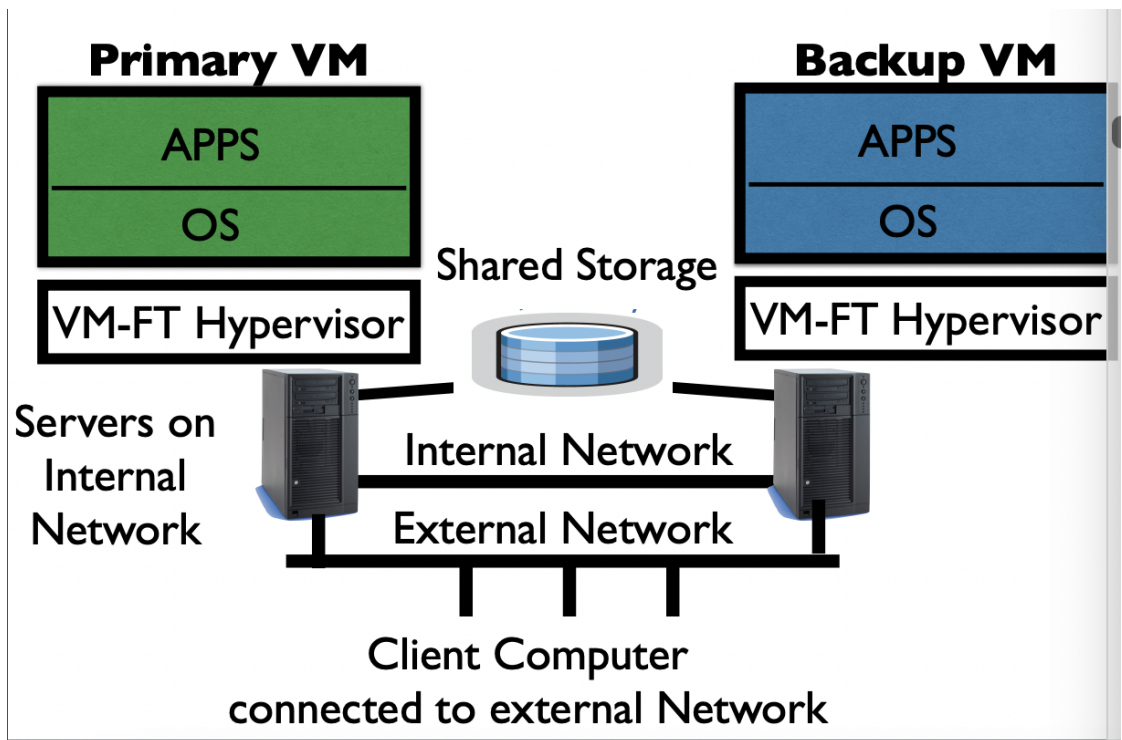 Primary VM
Backup VM
APPS
OS
APPS
OS
Shared Storage
VM-FT Hypervisor
VM-FT Hypervisor
Servers on
Internal
Network
Internal Network
External Network
Client Computer
connected to external Network